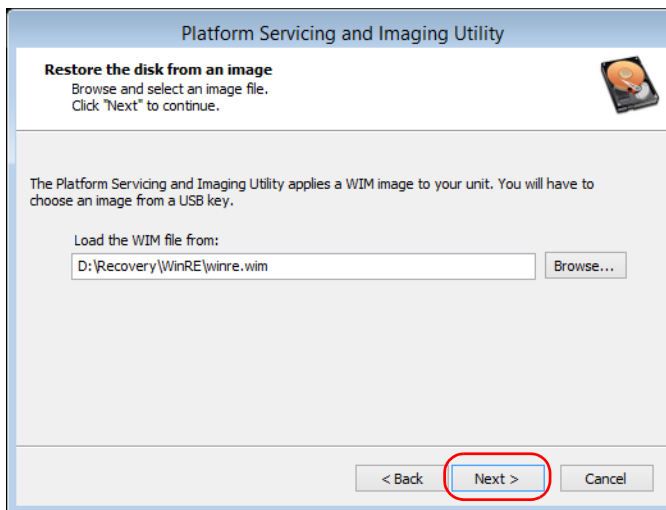 Platform Servicing and Imaging Utility
Restore the disk from an image
Browse and select an image file.
Click "Next" to continue.
The Platform Servicing and Imaging Utility applies a WIM image to your unit. You will have to
choose an image from a USB key.
Load the WIM file from:
D:\Recovery\WinRE\winre.wim
Browse...
< Back
Next >
Cancel